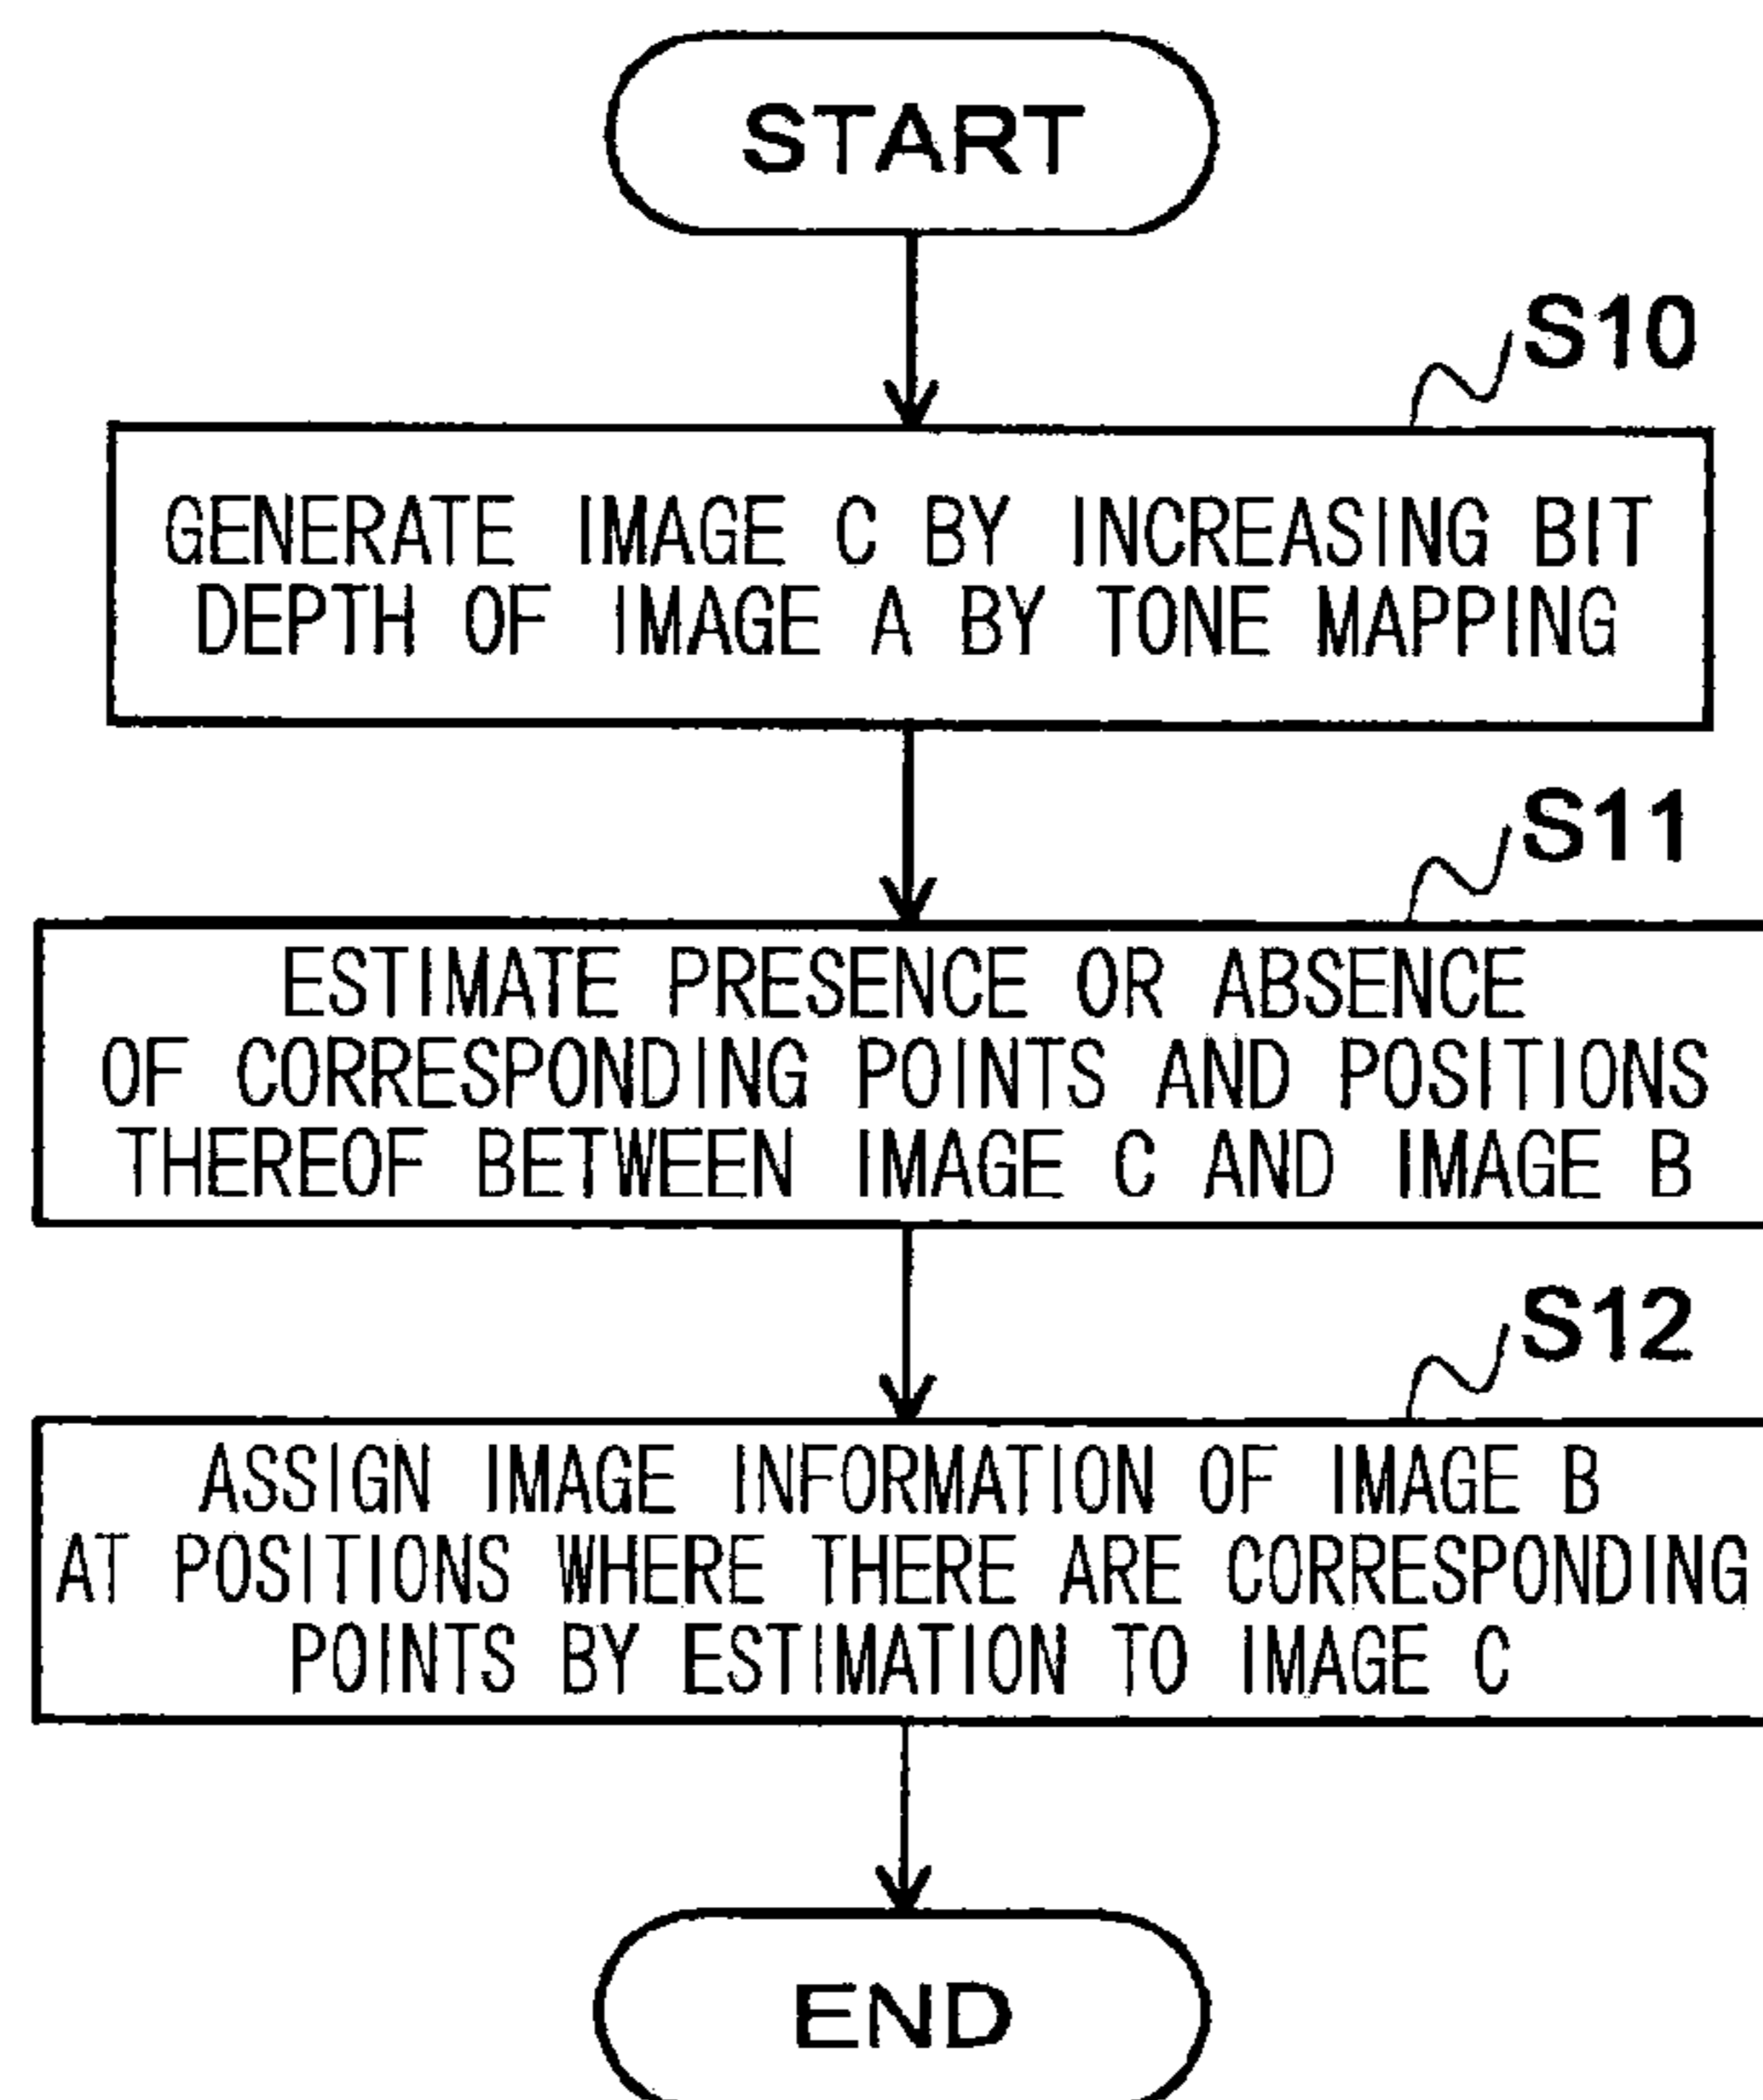 START
S10
GENERATE IMAGE C BY INCREASING BIT
DEPTH OF IMAGE A BY TONE MAPPING
S11
ESTIMATE PRESENCE OR ABSENCE
OF CORRESPONDING POINTS AND POSITIONS
THEREOF BETWEEN IMAGE C AND IMAGE B
S12
ASSIGN IMAGE INFORMATION OF IMAGE B
AT POSITIONS WHERE THERE ARE CORRESPONDING
POINTS BY ESTIMATION TO IMAGE C
END